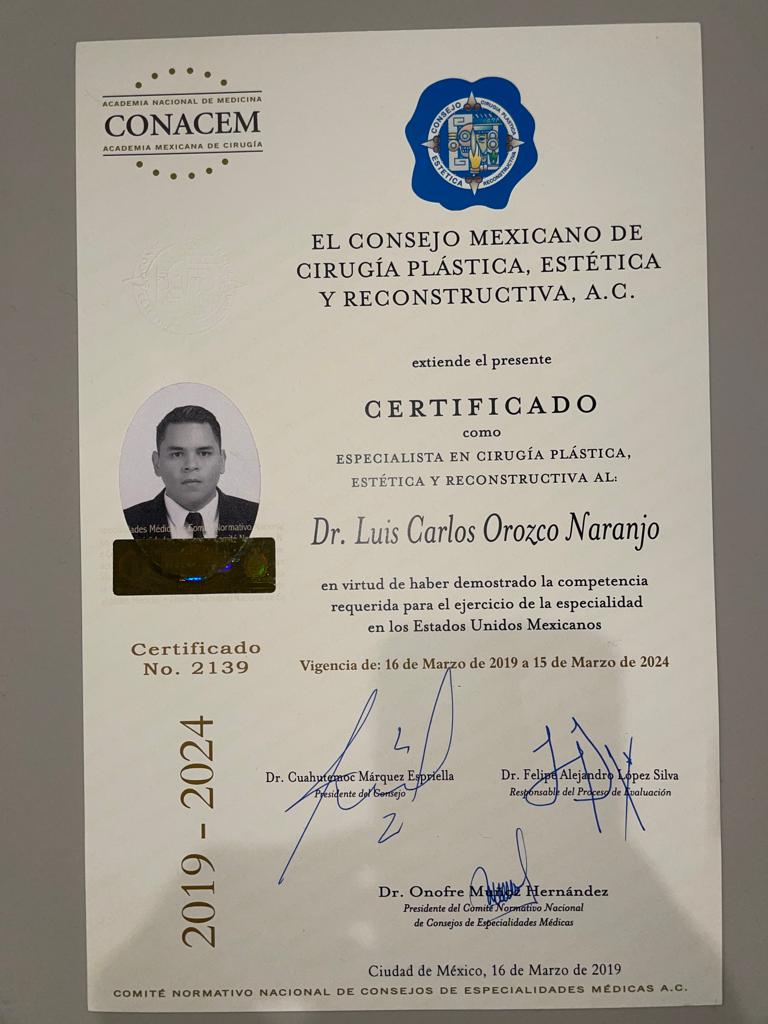 ACADEMIA NACIONAL DE MEDICINA
CONACEM
ACADEMIA MEXICANA DE CIRUGÍA
CONSEJO
CIRUGIA PLASTICA
ESTETICA
RECONSTRUCTIVA
EL CONSEJO MEXICANO DE
CIRUGÍA PLÁSTICA, ESTÉTICA
Y RECONSTRUCTIVA, A.C.
extiende el presente
CERTIFICADO
como
ESPECIALISTA EN CIRUGÍA PLÁSTICA,
ESTÉTICA Y RECONSTRUCTIVA AL:
Dr. Luis Carlos Orozco Naranjo
en virtud de haber demostrado la competencia
requerida para el ejercicio de la especialidad
en los Estados Unidos Mexicanos
Certificado
No. 2139
Vigencia de: 16 de Marzo de 2019 a 15 de Marzo de 2024
2019 - 2024
Dr. Cuahutemoc Márquez Espriella
Presidente del Consejo
Dr. Felipe Alejandro López Silva
Responsable del Proceso de Evaluación
Dr. Onofre Muñoz Hernández
Presidente del Comité Normativo Nacional
de Consejos de Especialidades Médicas
Ciudad de México, 16 de Marzo de 2019
COMITÉ NORMATIVO NACIONAL DE CONSEJOS DE ESPECIALIDADES MÉDICAS A.C.